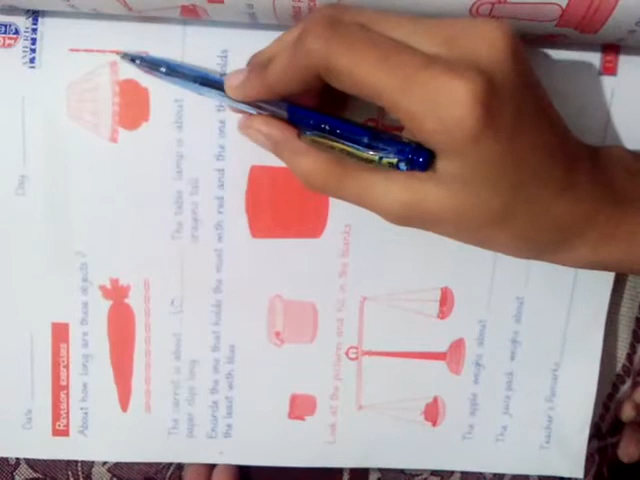 AMERICAN
Date
Day
Revision exercises
About how long are these objects?
The carrot is about 10
paper clips long
The table lamp is about
crayons tall
Encircle the one that holds the most with red and the one that holds
the least with blue
Look at the pictures and fill in the blanks
The apple weighs about
The juice pack weighs about
Teacher's Remarks